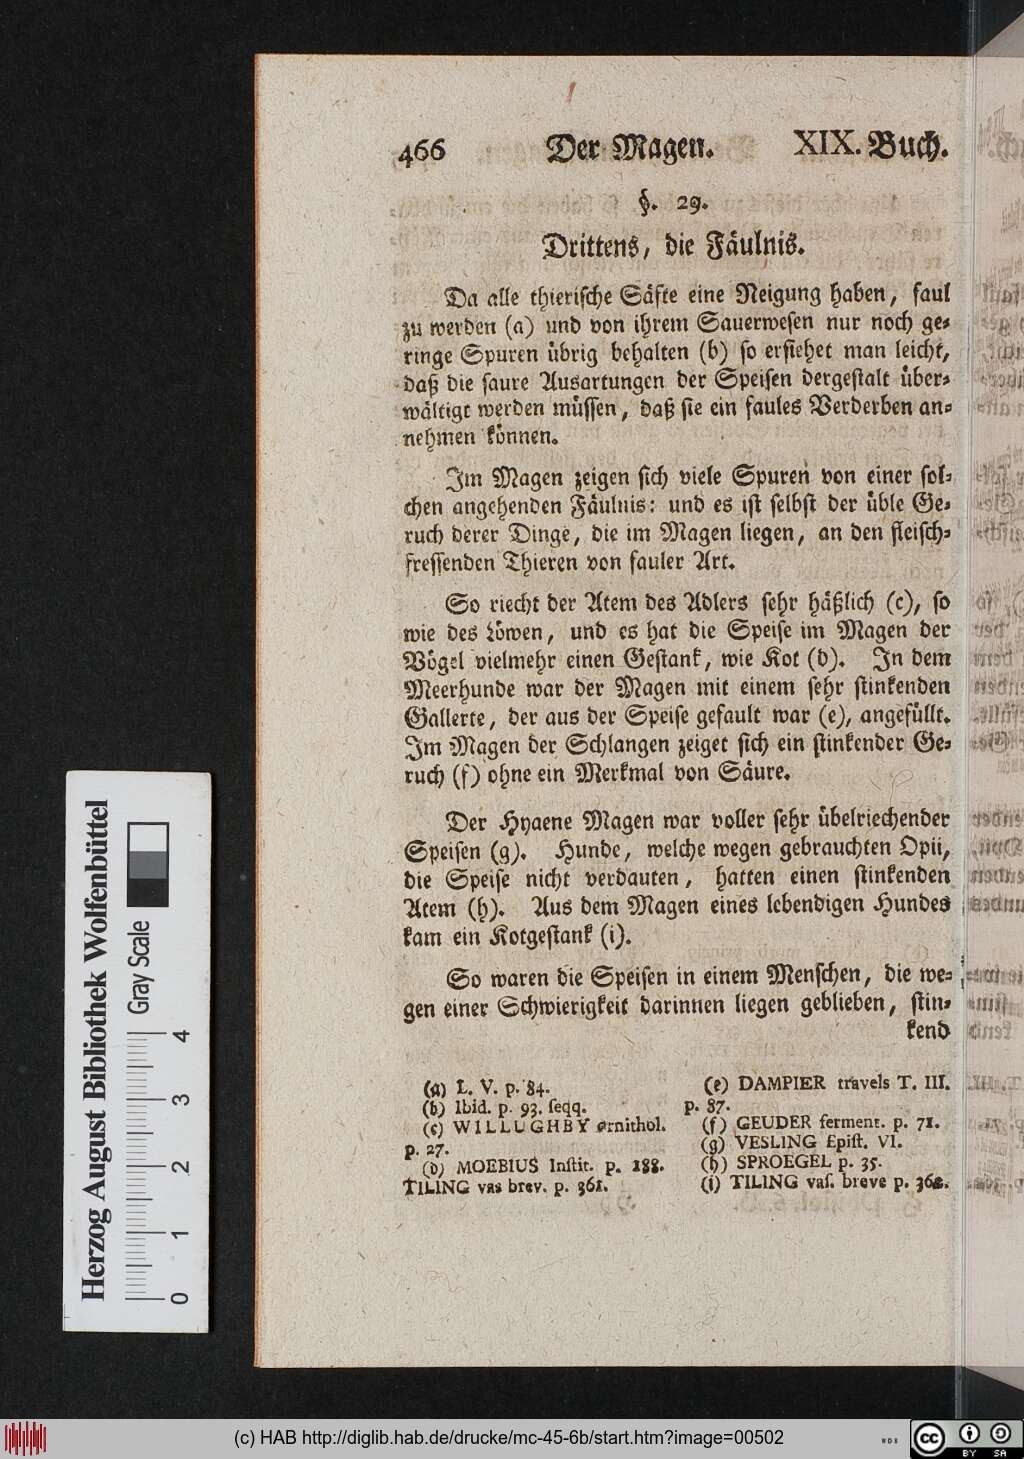 466 Der Magen. XIX. Buch.
§. 29.
Drittens, die Fäulnis.
Da alle thierische Säfte eine Neigung haben, faul
zu werden (a) und von ihrem Sauerwesen nur noch ge-
ringe Spuren übrig behalten (b) so ersiehet man leicht,
daß die saure Ausartungen der Speisen dergestalt über-
wältigt werden müssen, daß sie ein faules Verderben an-
nehmen können.
Im Magen zeigen sich viele Spuren von einer sol-
chen angehenden Fäulnis: und es ist selbst der üble Ge-
ruch derer Dinge, die im Magen liegen, an den fleisch-
fressenden Thieren von fauler Art.
So riecht der Atem des Adlers sehr häßlich (c), so
wie des Löwen, und es hat die Speise im Magen der
Vögel vielmehr einen Gestank, wie Kot (d). In dem
Meerhunde war der Magen mit einem sehr stinkenden
Gallerte, der aus der Speise gefault war (e), angefüllt.
Im Magen der Schlangen zeiget sich ein stinkender Ge-
ruch (f) ohne ein Merkmal von Säure.
Der Hyaene Magen war voller sehr übelriechender
Speisen (g). Hunde, welche wegen gebrauchten Opii,
die Speise nicht verdauten, hatten einen stinkenden
Atem (h). Aus dem Magen eines lebendigen Hundes
kam ein Kotgestank (i).
So waren die Speisen in einem Menschen, die we-
gen einer Schwierigkeit darinnen liegen geblieben, stin-
kend
(a) L. V. p. 84.
(b) Ibid. p. 93. seqq.
(c) WILLUGHBY ornithol.
p. 27.
(d) MOEBIUS Instit. p. 188.
TILING vas brev. p. 361.
(e) DAMPIER travels T. III.
p. 87.
(f) GEUDER ferment. p. 71.
(g) VESLING Epist. VI.
(h) SPROEGEL p. 35.
(i) TILING vas. breve p.
Herzog August Bibliothek Wolfenbüttel
Gray Scale
0 1 2 3 4
(c) HAB http://diglib.hab.de/drucke/mc-45-6b/start.htm?image=00502
WDB
cc BY SA